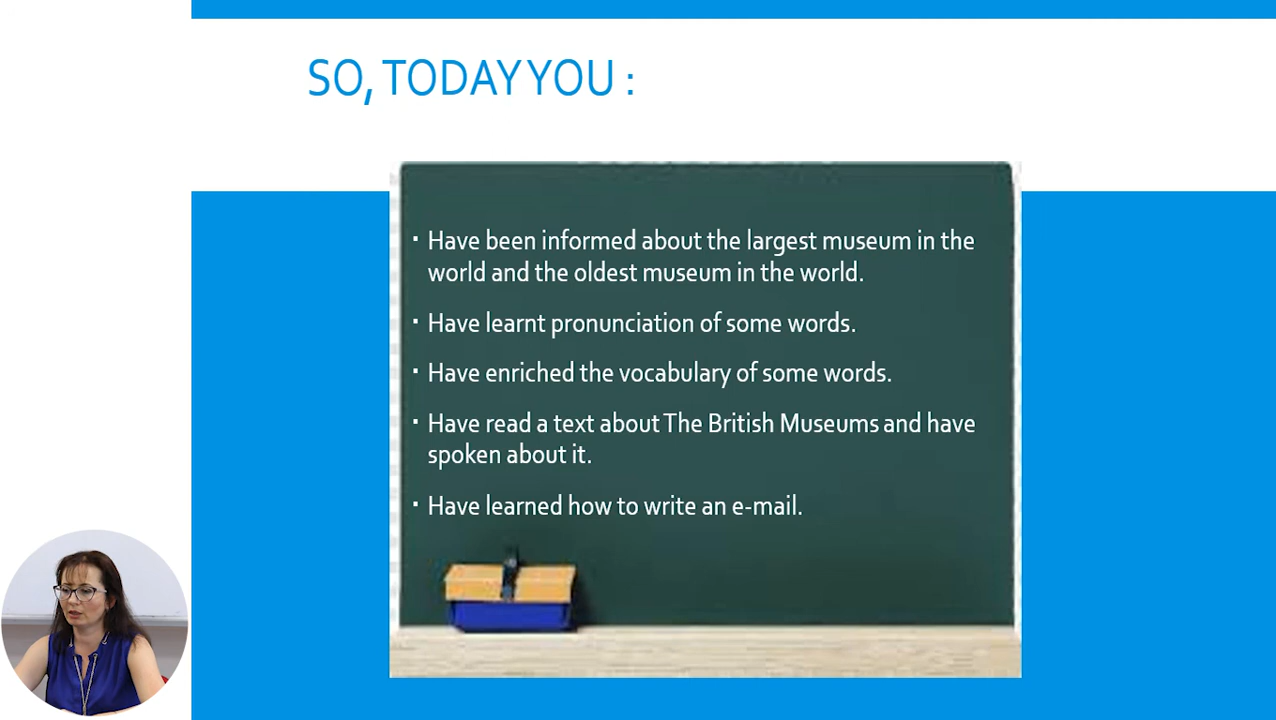 SO, TODAY YOU :
▪ Have been informed about the largest museum in the
world and the oldest museum in the world.
▪ Have learnt pronunciation of some words.
▪ Have enriched the vocabulary of some words.
▪ Have read a text about The British Museums and have
spoken about it.
▪ Have learned how to write an e-mail.